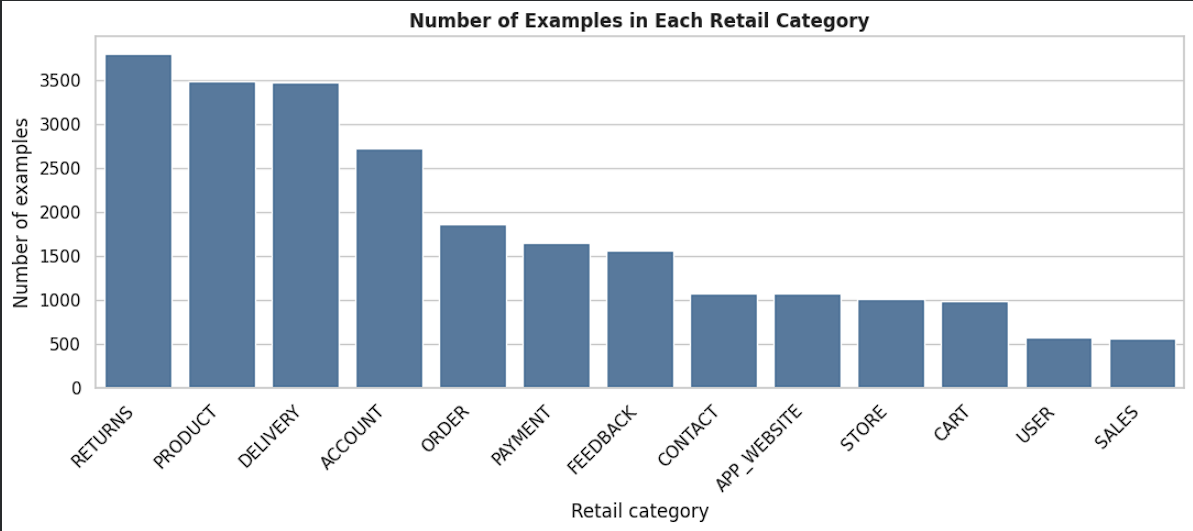 Number of Examples in Each Retail Category
Number of examples
3500
3000
2500
2000
1500
1000
500
0
RETURNS
PRODUCT
DELIVERY
ACCOUNT
ORDER
PAYMENT
FEEDBACK
CONTACT
APP_WEBSITE
STORE
CART
USER
SALES
Retail category